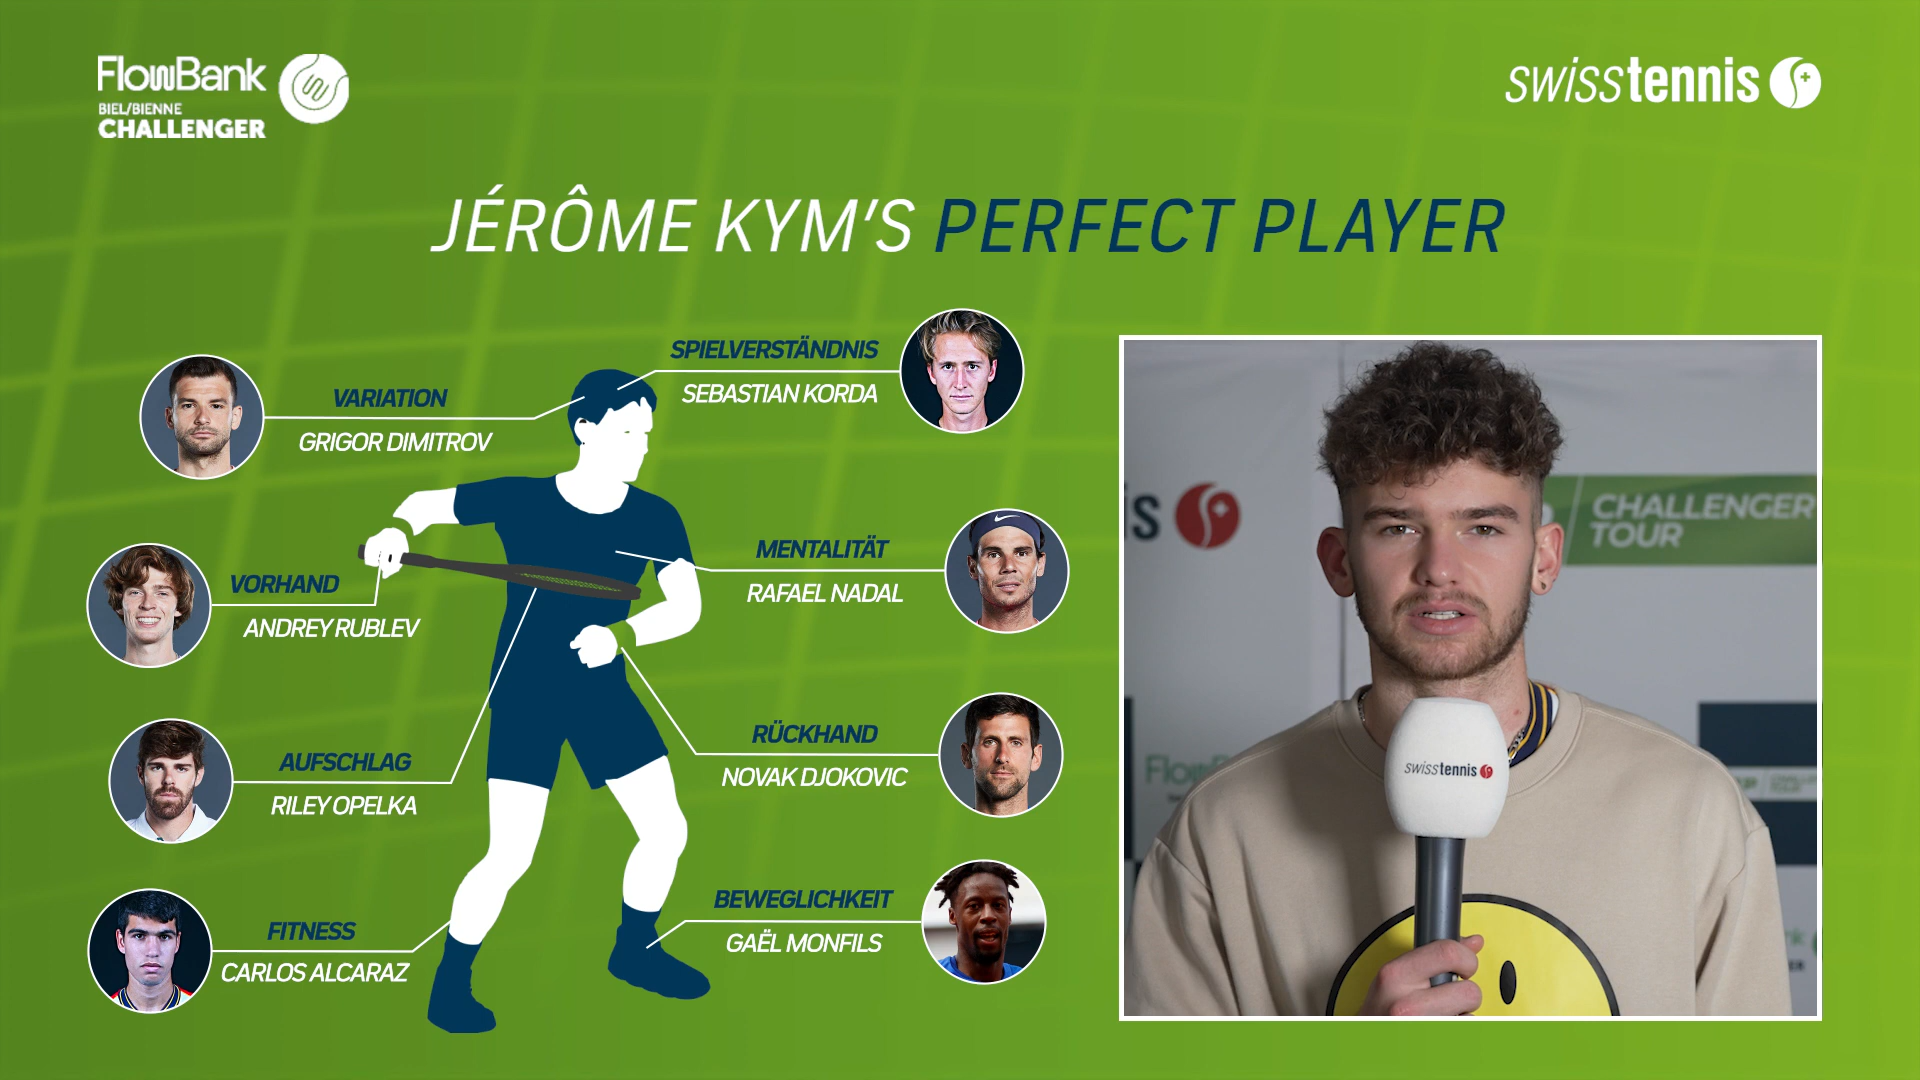 FlowBank
BIEL/BIENNE
CHALLENGER
swisstennis
JÉRÔME KYM'S PERFECT PLAYER
VARIATION
GRIGOR DIMITROV
SPIELVERSTÄNDNIS
SEBASTIAN KORDA
VORHAND
ANDREY RUBLEV
MENTALITÄT
RAFAEL NADAL
AUFSCHLAG
RILEY OPELKA
RÜCKHAND
NOVAK DJOKOVIC
FITNESS
CARLOS ALCARAZ
BEWEGLICHKEIT
GAËL MONFILS
is
CHALLENGER
TOUR
swisstennis